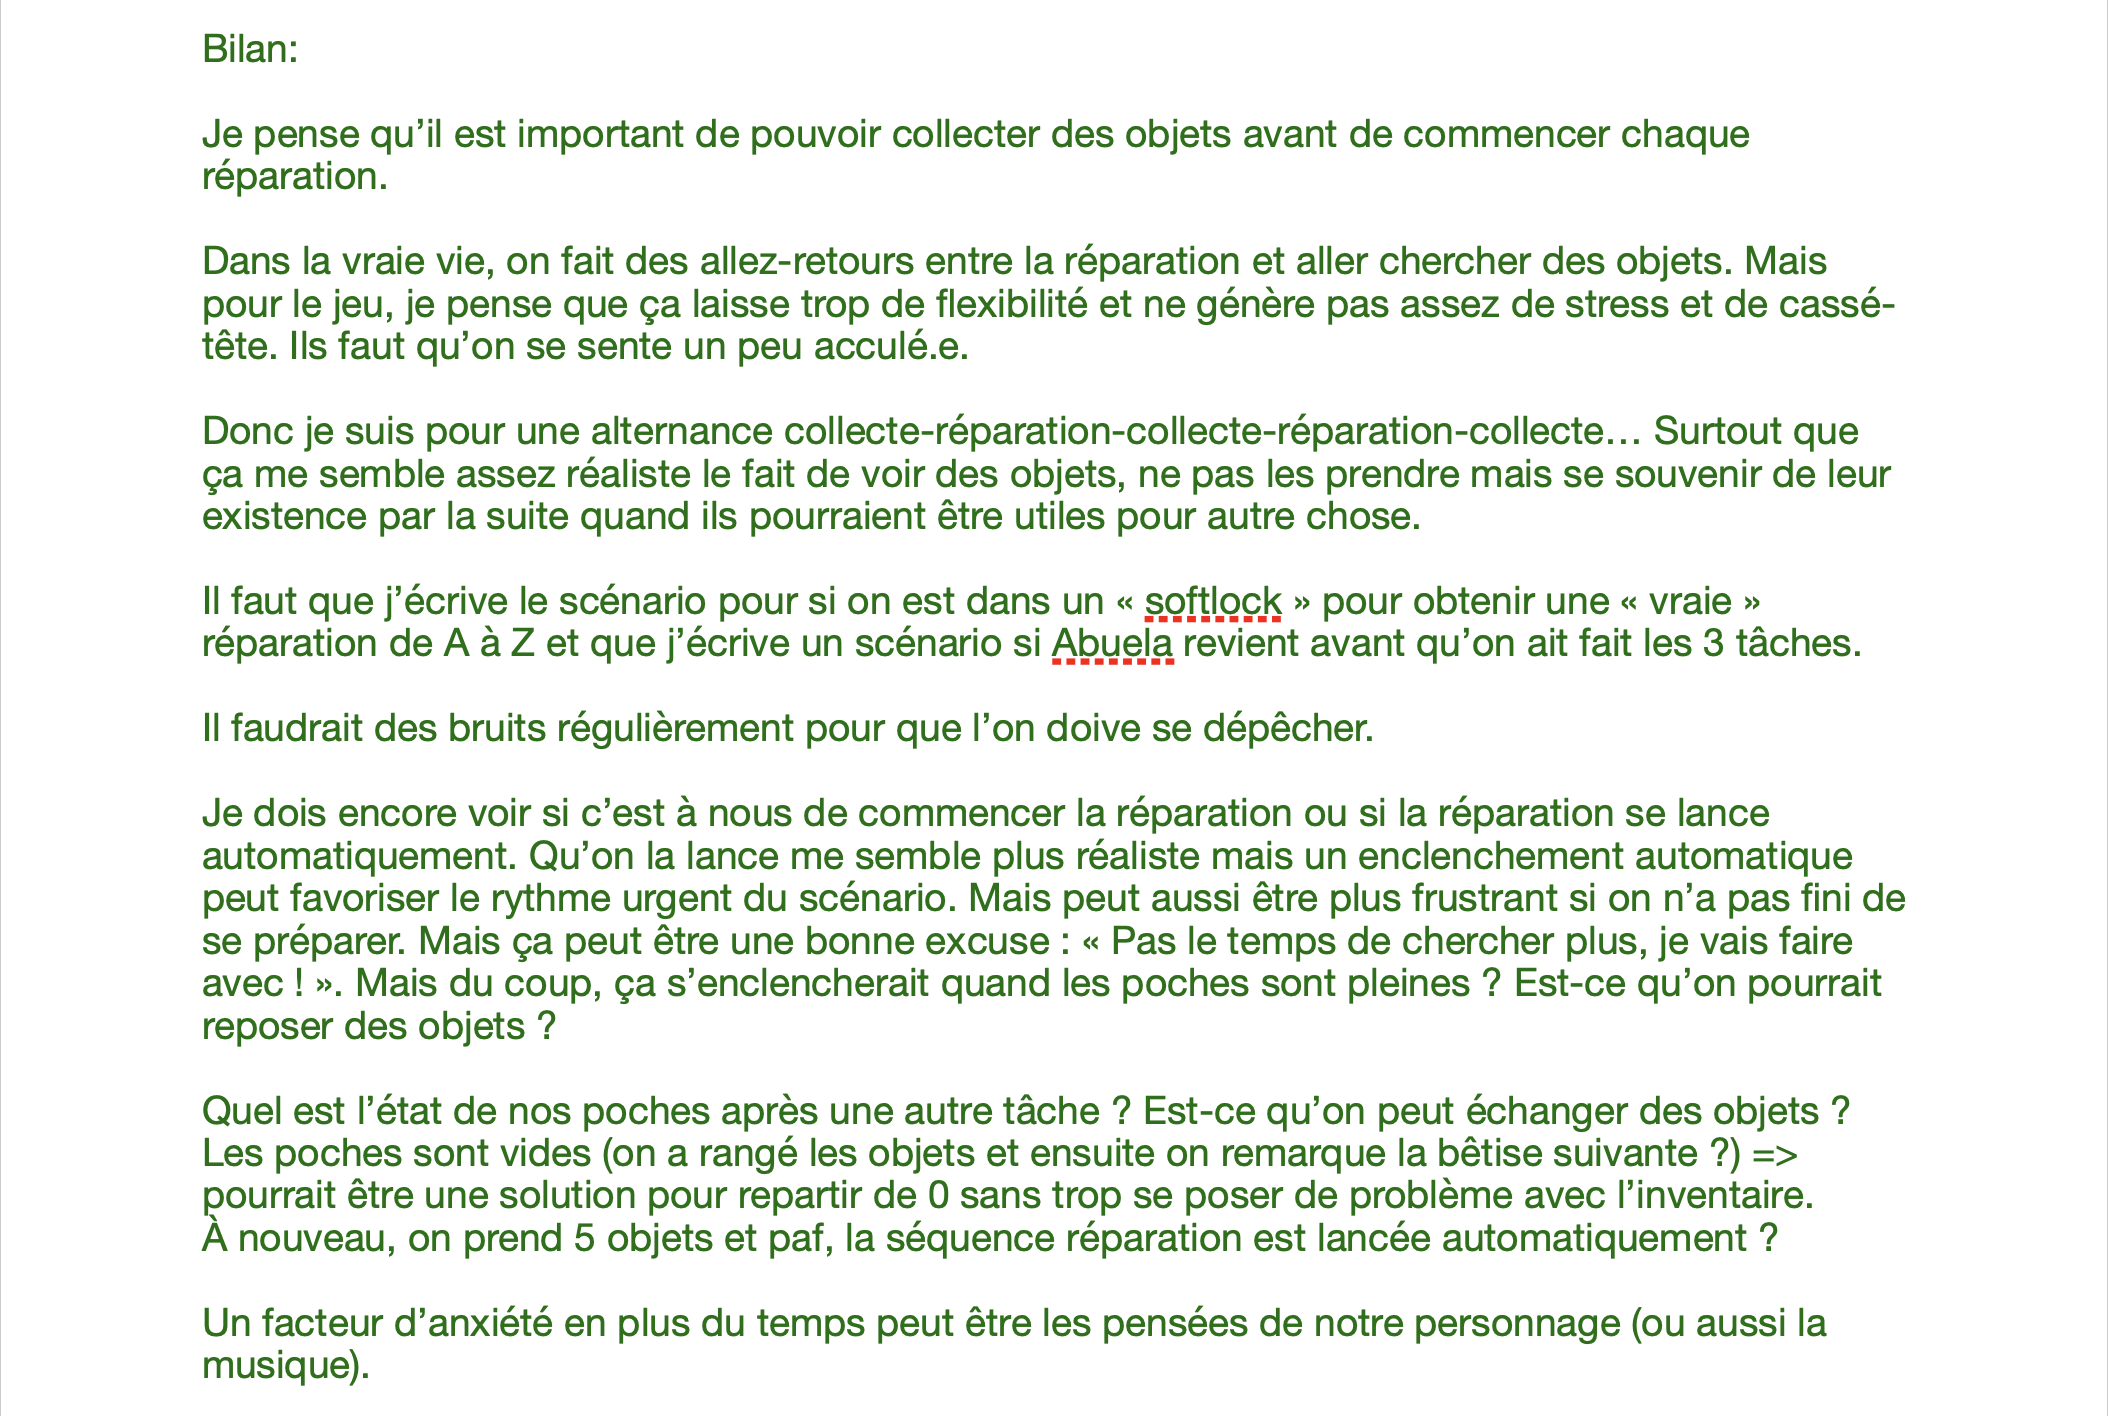 Bilan:
Je pense qu’il est important de pouvoir collecter des objets avant de commencer chaque
réparation.
Dans la vraie vie, on fait des allez-retours entre la réparation et aller chercher des objets. Mais
pour le jeu, je pense que ça laisse trop de flexibilité et ne génère pas assez de stress et de cassé-
tête. Ils faut qu’on se sente un peu acculé.e.
Donc je suis pour une alternance collecte-réparation-collecte-réparation-collecte… Surtout que
ça me semble assez réaliste le fait de voir des objets, ne pas les prendre mais se souvenir de leur
existence par la suite quand ils pourraient être utiles pour autre chose.
Il faut que j’écrive le scénario pour si on est dans un « softlock » pour obtenir une « vraie »
réparation de A à Z et que j’écrive un scénario si Abuela revient avant qu’on ait fait les 3 tâches.
Il faudrait des bruits régulièrement pour que l’on doive se dépêcher.
Je dois encore voir si c’est à nous de commencer la réparation ou si la réparation se lance
automatiquement. Qu’on la lance me semble plus réaliste mais un enclenchement automatique
peut favoriser le rythme urgent du scénario. Mais peut aussi être plus frustrant si on n’a pas fini de
se préparer. Mais ça peut être une bonne excuse : « Pas le temps de chercher plus, je vais faire
avec ! ». Mais du coup, ça s’enclencherait quand les poches sont pleines ? Est-ce qu’on pourrait
reposer des objets ?
Quel est l’état de nos poches après une autre tâche ? Est-ce qu’on peut échanger des objets ?
Les poches sont vides (on a rangé les objets et ensuite on remarque la bêtise suivante ?) =>
pourrait être une solution pour repartir de 0 sans trop se poser de problème avec l’inventaire.
À nouveau, on prend 5 objets et paf, la séquence réparation est lancée automatiquement ?
Un facteur d’anxiété en plus du temps peut être les pensées de notre personnage (ou aussi la
musique).